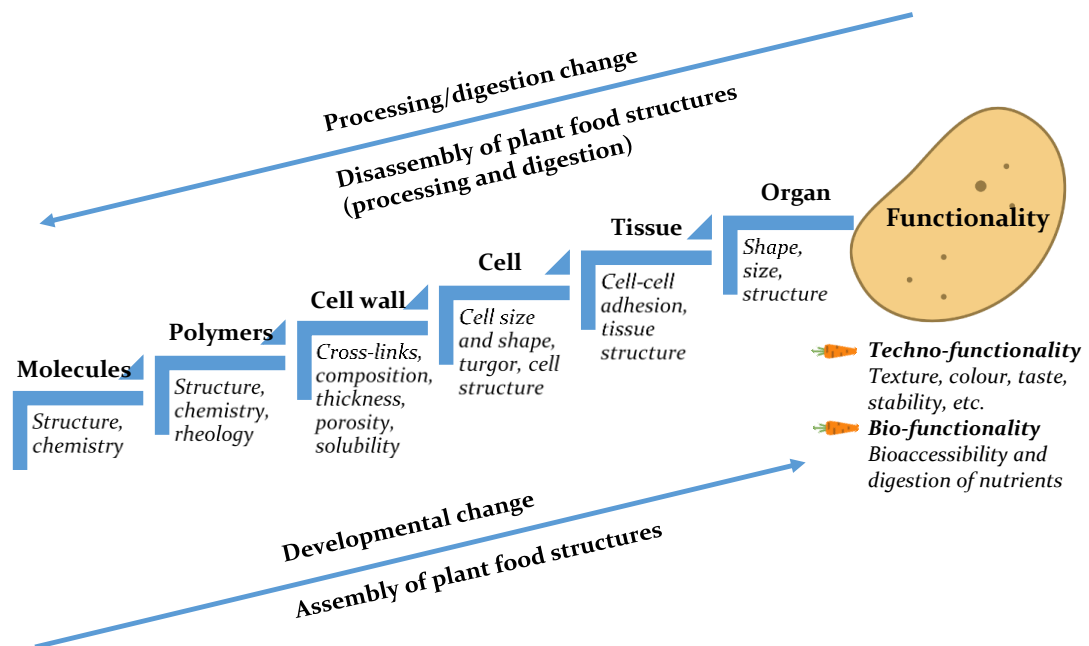 Processing/digestion change
Disassembly of plant food structures
(processing and digestion)
Organ
Shape,
size,
structure
Functionality
Tissue
Cell-cell
adhesion,
tissue
structure
Cell
Cell size
and shape,
turgor, cell
structure
Cell wall
Cross-links,
composition,
thickness,
porosity,
solubility
Polymers
Structure,
chemistry,
rheology
Molecules
Structure,
chemistry
Techno-functionality
Texture, colour, taste,
stability, etc.
Bio-functionality
Bioaccessibility and
digestion of nutrients
Developmental change
Assembly of plant food structures